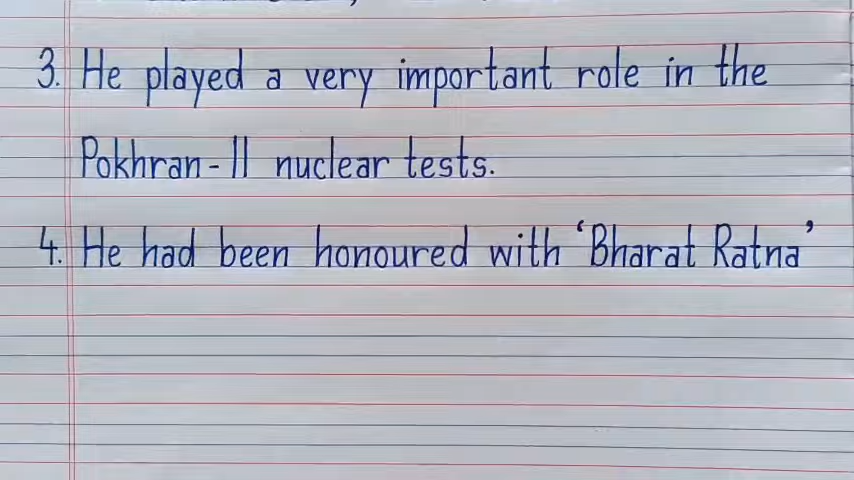 3. He played a very important role in the
Pokhran-II nuclear tests.
4. He had been honoured with ‘Bharat Ratna’